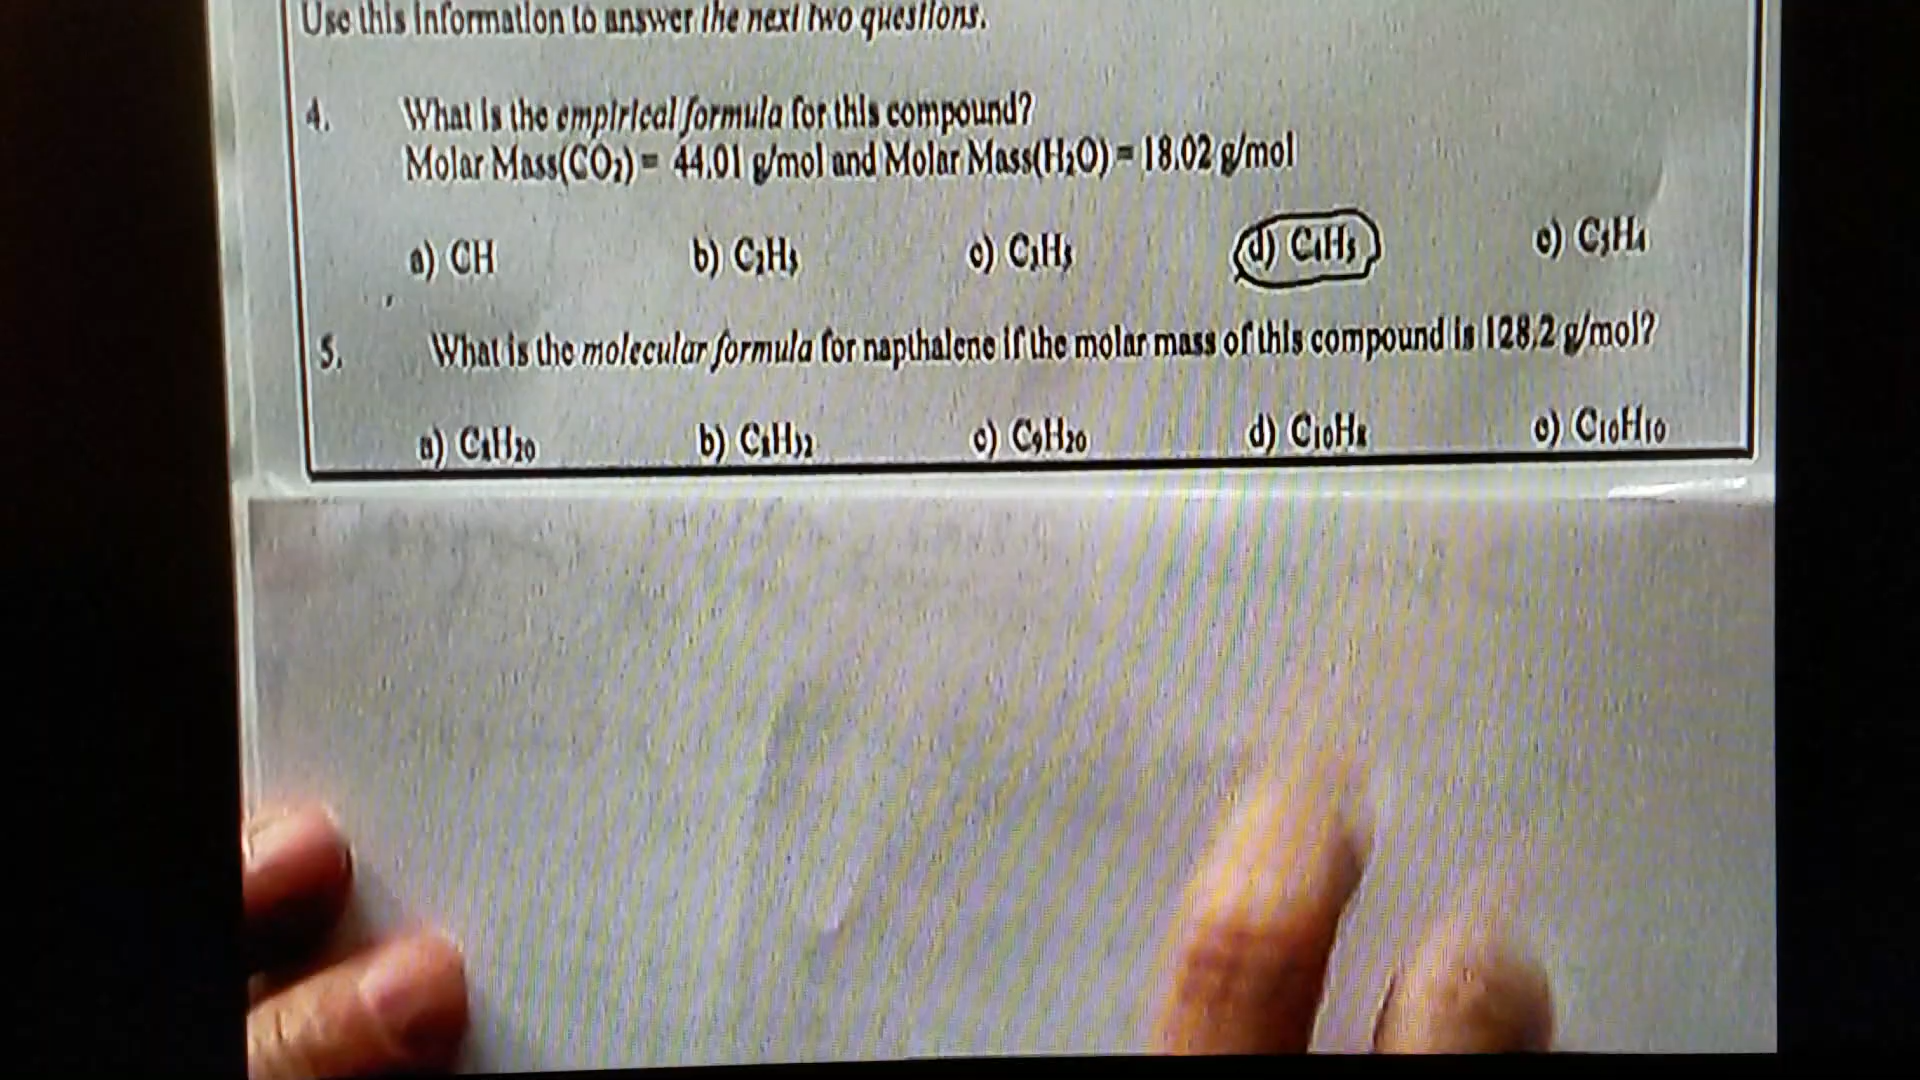 Use this information to answer the next two questions.
4. What is the empirical formula for this compound?
Molar Mass(CO₂) = 44.01 g/mol and Molar Mass(H₂O) = 18.02 g/mol
a) CH b) C₂H₃ c) C₃H₅ d) C₄H₅ e) C₅H₄
5. What is the molecular formula for napthalene if the molar mass of this compound is 128.2 g/mol?
a) C₈H₂₀ b) C₈H₃₂ c) C₉H₂₀ d) C₁₀H₈ e) C₁₀H₁₀